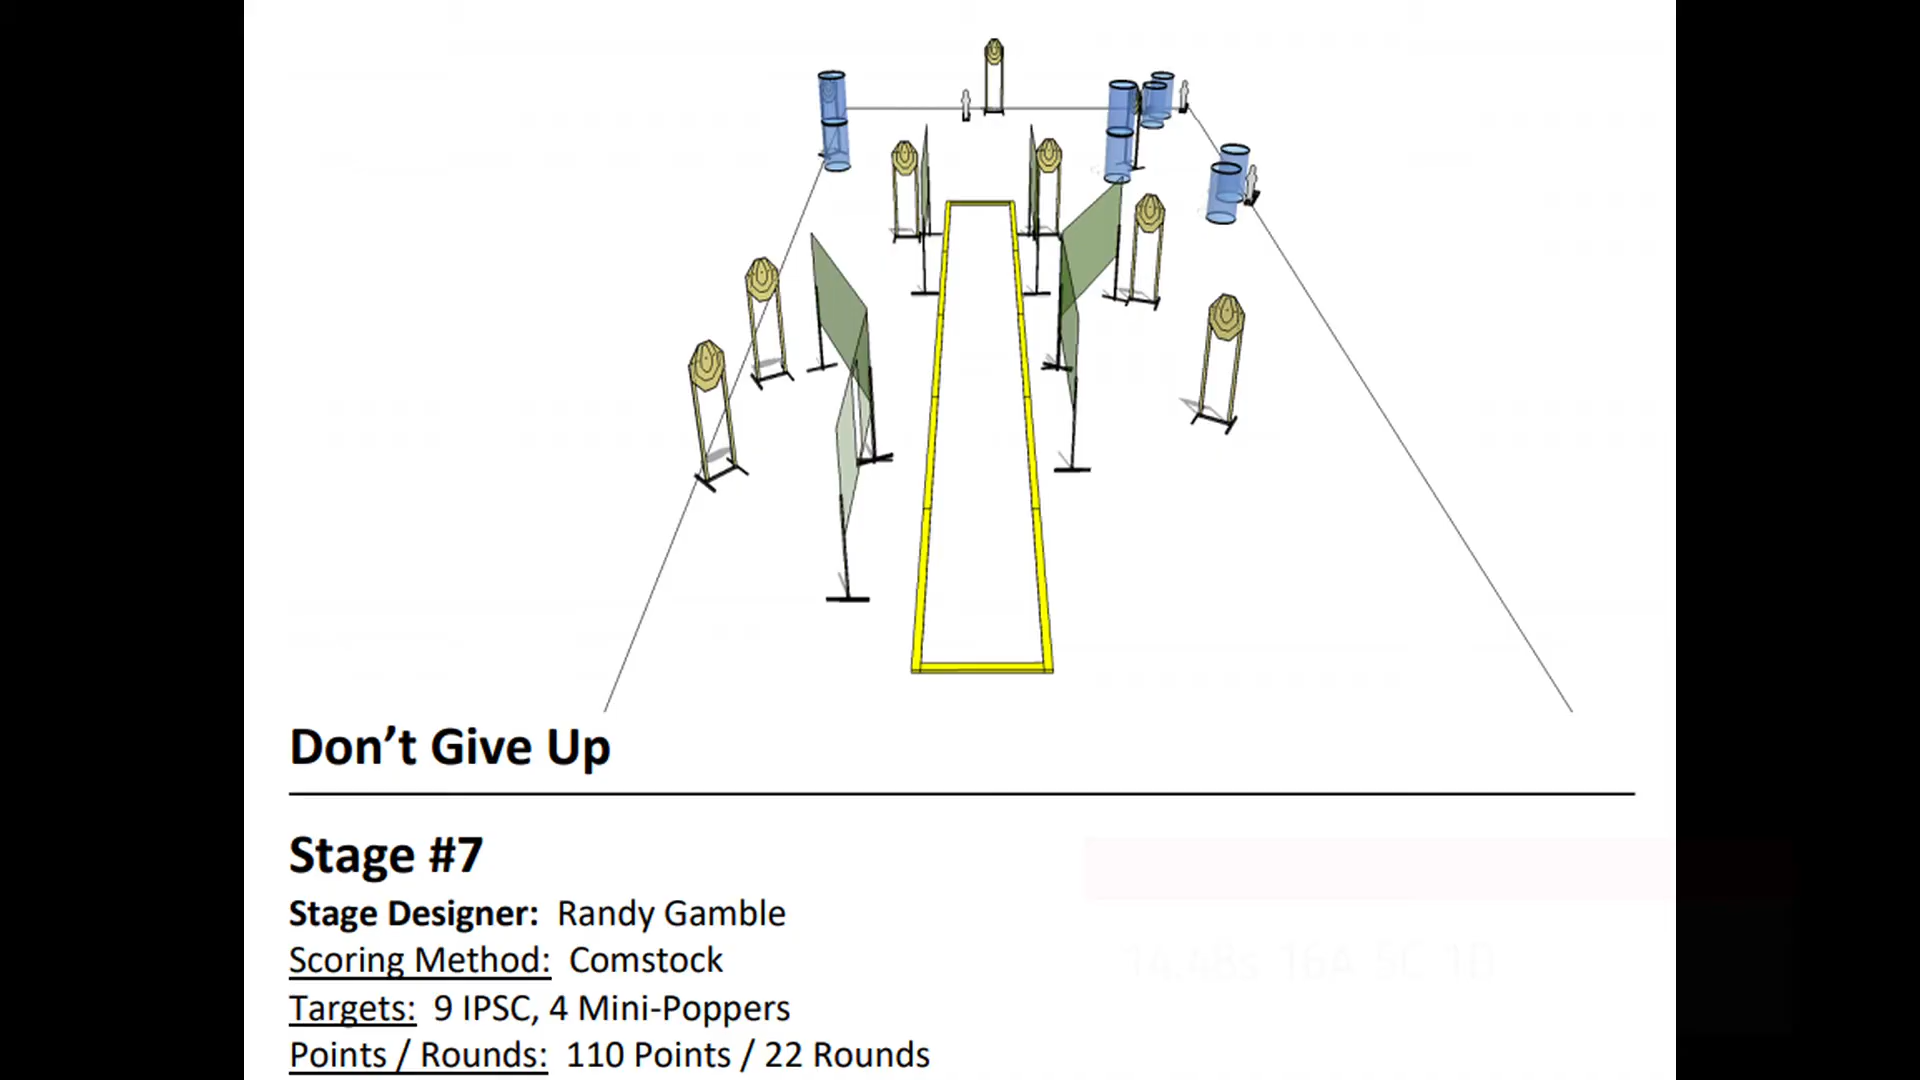 Don’t Give Up
Stage #7
Stage Designer: Randy Gamble
Scoring Method: Comstock
Targets: 9 IPSC, 4 Mini-Poppers
Points / Rounds: 110 Points / 22 Rounds